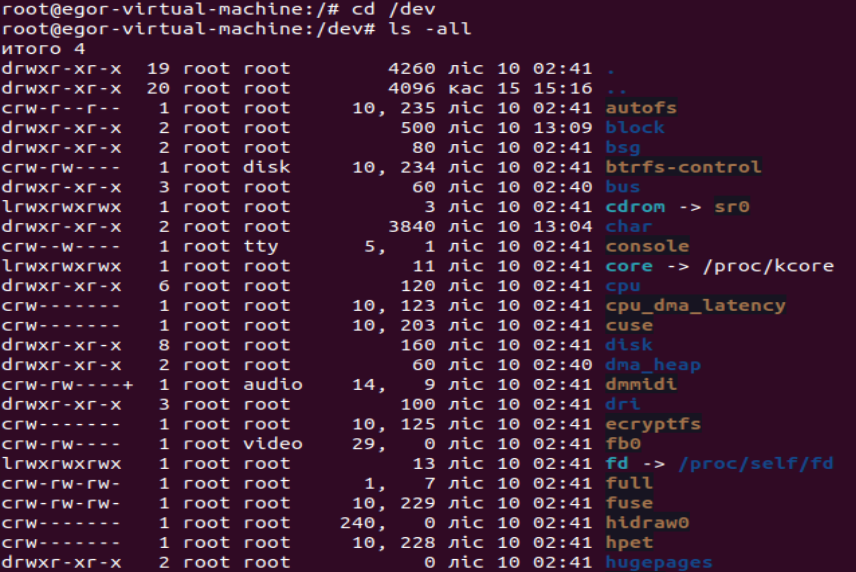 root@egor-virtual-machine:/# cd /dev
root@egor-virtual-machine:/dev# ls -all
итого 4
drwxr-xr-x  19 root root        4260 ліс 10 02:41 .
drwxr-xr-x  20 root root        4096 кас 15 15:16 ..
crw-r--r--   1 root root     10, 235 ліс 10 02:41 autofs
drwxr-xr-x   2 root root         500 ліс 10 13:09 block
drwxr-xr-x   2 root root          80 ліс 10 02:41 bsg
crw-rw----   1 root disk     10, 234 ліс 10 02:41 btrfs-control
drwxr-xr-x   3 root root          60 ліс 10 02:40 bus
lrwxrwxrwx   1 root root           3 ліс 10 02:41 cdrom -> sr0
drwxr-xr-x   2 root root        3840 ліс 10 13:04 char
crw--w----   1 root tty       5,   1 ліс 10 02:41 console
lrwxrwxrwx   1 root root          11 ліс 10 02:41 core -> /proc/kcore
drwxr-xr-x   6 root root         120 ліс 10 02:41 cpu
crw-------   1 root root     10, 123 ліс 10 02:41 cpu_dma_latency
crw-------   1 root root     10, 203 ліс 10 02:41 cuse
drwxr-xr-x   8 root root         160 ліс 10 02:41 disk
drwxr-xr-x   2 root root          60 ліс 10 02:40 dma_heap
crw-rw----+  1 root audio    14,   9 ліс 10 02:41 dmmidi
drwxr-xr-x   3 root root         100 ліс 10 02:41 dri
crw-------   1 root root     10, 125 ліс 10 02:41 ecryptfs
crw-rw----   1 root video    29,   0 ліс 10 02:41 fb0
lrwxrwxrwx   1 root root          13 ліс 10 02:41 fd -> /proc/self/fd
crw-rw-rw-   1 root root      1,   7 ліс 10 02:41 full
crw-rw-rw-   1 root root     10, 229 ліс 10 02:41 fuse
crw-------   1 root root    240,   0 ліс 10 02:41 hidraw0
crw-------   1 root root     10, 228 ліс 10 02:41 hpet
drwxr-xr-x   2 root root           0 ліс 10 02:41 hugepages